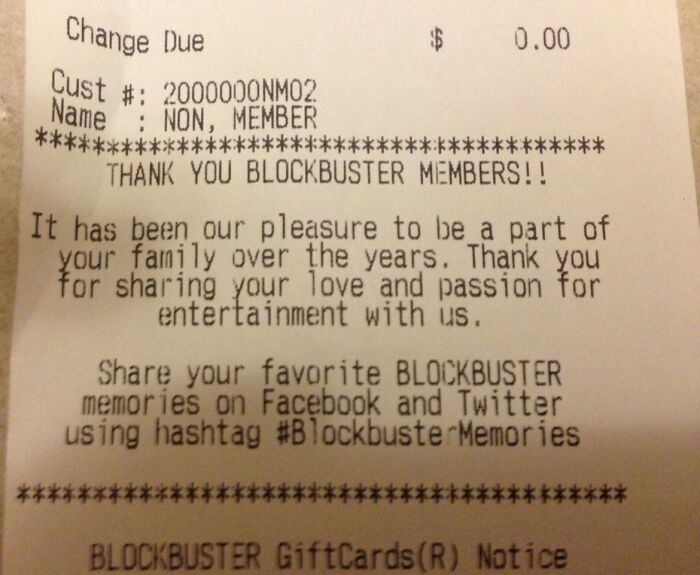 Change Due $ 0.00
Cust #: 2000000NM02
Name : NON, MEMBER
******************************************
THANK YOU BLOCKBUSTER MEMBERS!!
It has been our pleasure to be a part of
your family over the years. Thank you
for sharing your love and passion for
entertainment with us.
Share your favorite BLOCKBUSTER
memories on Facebook and Twitter
using hashtag #BlockbusterMemories
******************************************
BLOCKBUSTER GiftCards(R) Notice